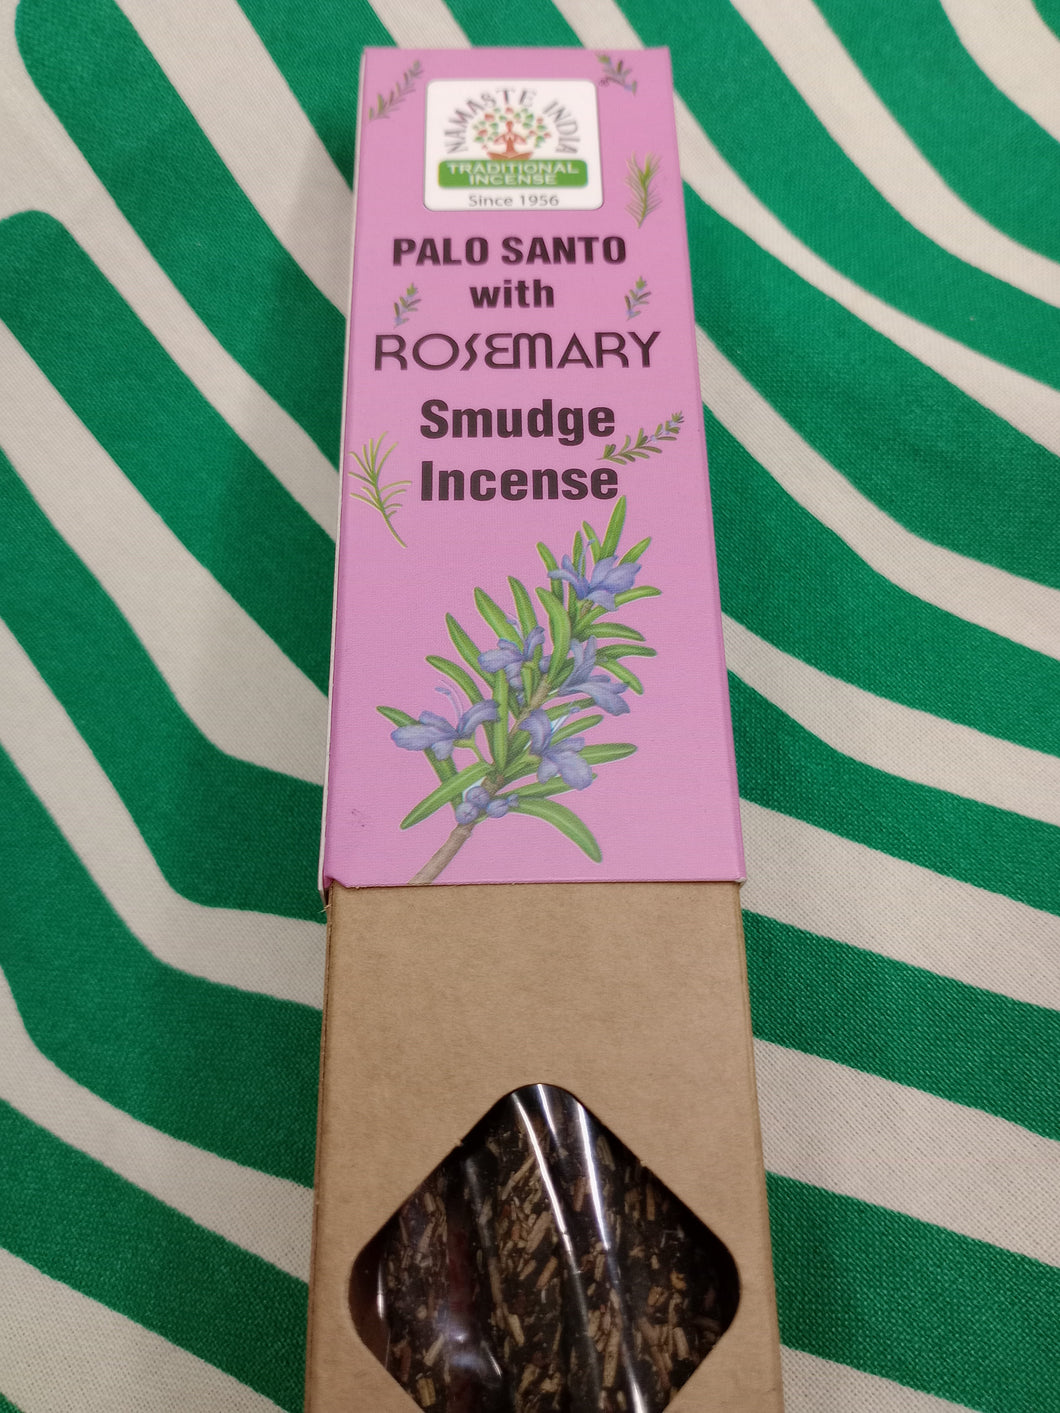 NAMASTE INDIA
®
TRADITIONAL
INCENSE
Since 1956
PALO SANTO
with
ROSEMARY
Smudge
Incense